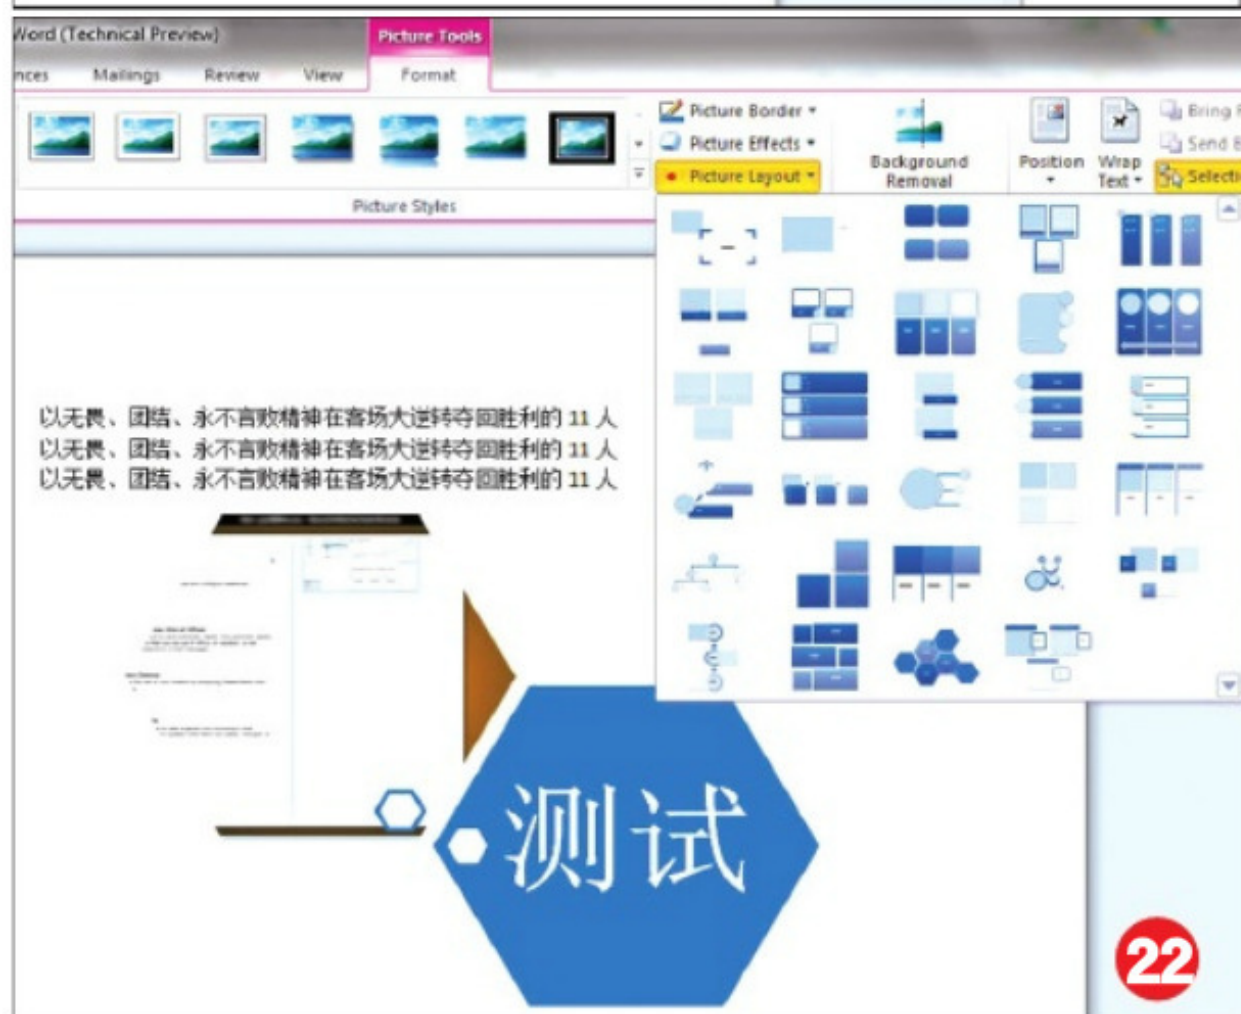 Word (Technical Preview)
Picture Tools
nces Mailings Review View Format
Picture Border
Picture Effects
Picture Layout
Background Removal
Position
Wrap Text
Bring
Send
Selecti
Picture Styles
以无畏、团结、永不言败精神在客场大逆转夺回胜利的 11 人
以无畏、团结、永不言败精神在客场大逆转夺回胜利的 11 人
以无畏、团结、永不言败精神在客场大逆转夺回胜利的 11 人
测试
22